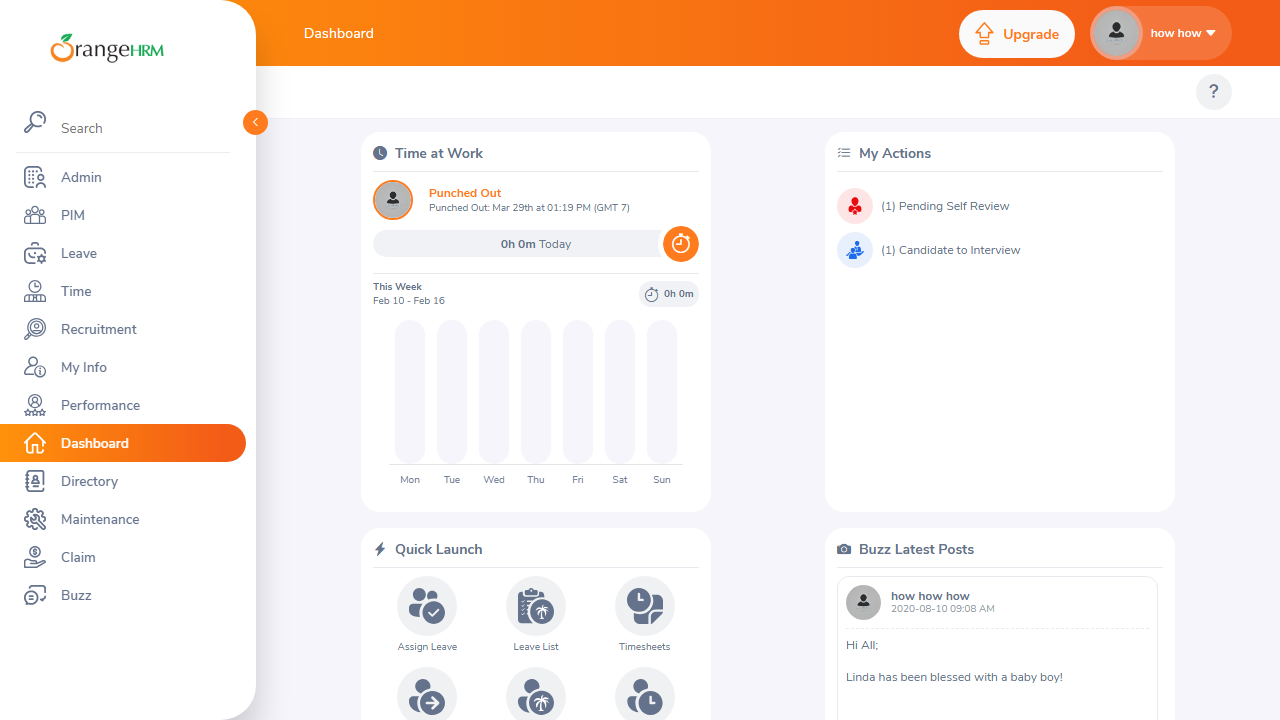 OrangeHRM
Dashboard
Upgrade
how how
?
Search
Admin
PIM
Leave
Time
Recruitment
My Info
Performance
Dashboard
Directory
Maintenance
Claim
Buzz
Time at Work
Punched Out
Punched Out: Mar 29th at 01:19 PM (GMT 7)
0h 0m Today
This Week
Feb 10 - Feb 16
0h 0m
Mon Tue Wed Thu Fri Sat Sun
My Actions
(1) Pending Self Review
(1) Candidate to Interview
Quick Launch
Assign Leave Leave List Timesheets
Buzz Latest Posts
how how how
2020-08-10 09:08 AM
Hi All;
Linda has been blessed with a baby boy!